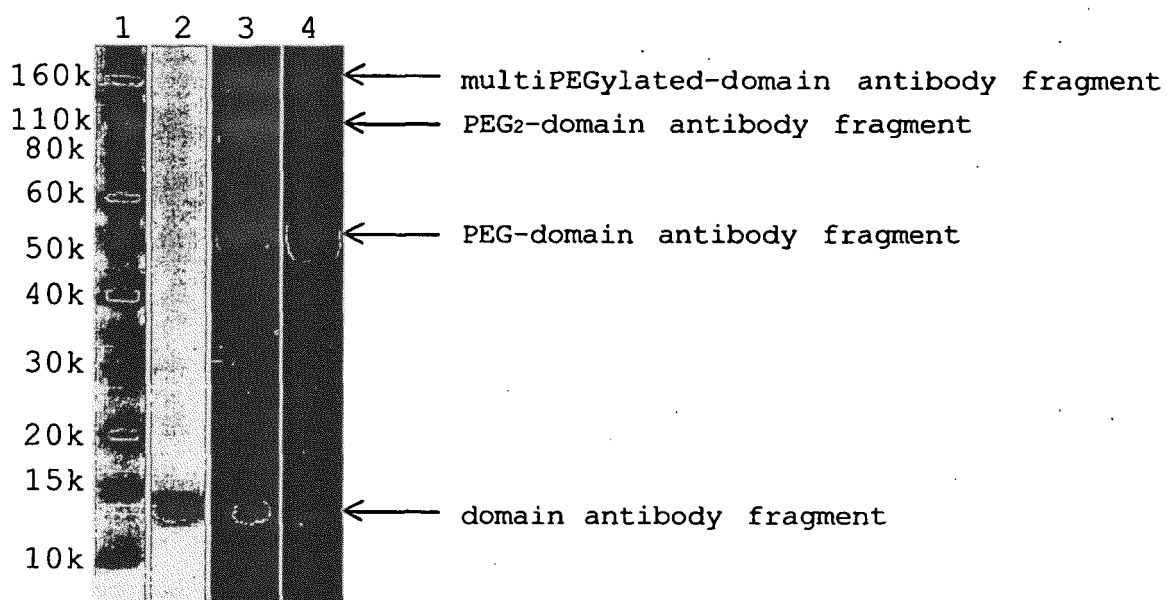 1 2 3 4
160k
multiPEGylated-domain antibody fragment
110k
PEG2-domain antibody fragment
80k
60k
PEG-domain antibody fragment
50k
40k
30k
20k
15k
domain antibody fragment
10k